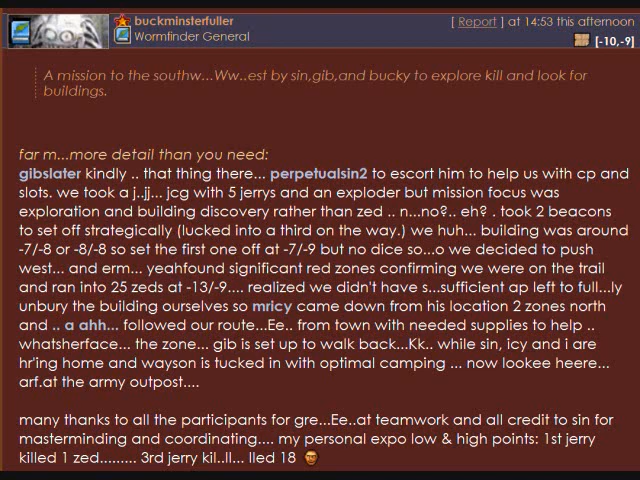 buckminsterfuller
[ Report ] at 14:53 this afternoon
Wormfinder General
[-10,-9]
A mission to the southw...Ww..est by sin,gib,and bucky to explore kill and look for
buildings.
far m...more detail than you need:
gibslater kindly .. that thing there... perpetualsin2 to escort him to help us with cp and
slots. we took a j..jj... jcg with 5 jerrys and an exploder but mission focus was
exploration and building discovery rather than zed .. n...no?.. eh? . took 2 beacons
to set off strategically (lucked into a third on the way.) we huh... building was around
-7/-8 or -8/-8 so set the first one off at -7/-9 but no dice so...o we decided to push
west... and erm... yeahfound significant red zones confirming we were on the trail
and ran into 25 zeds at -13/-9.... realized we didn't have s...sufficient ap left to full...ly
unbury the building ourselves so mricy came down from his location 2 zones north
and .. a ahh... followed our route...Ee.. from town with needed supplies to help ..
whatsherface... the zone... gib is set up to walk back...Kk.. while sin, icy and i are
hr'ing home and wayson is tucked in with optimal camping ... now lookee heere...
arf.at the army outpost....
many thanks to all the participants for gre...Ee..at teamwork and all credit to sin for
masterminding and coordinating.... my personal expo low & high points: 1st jerry
killed 1 zed......... 3rd jerry kil..ll... lled 18